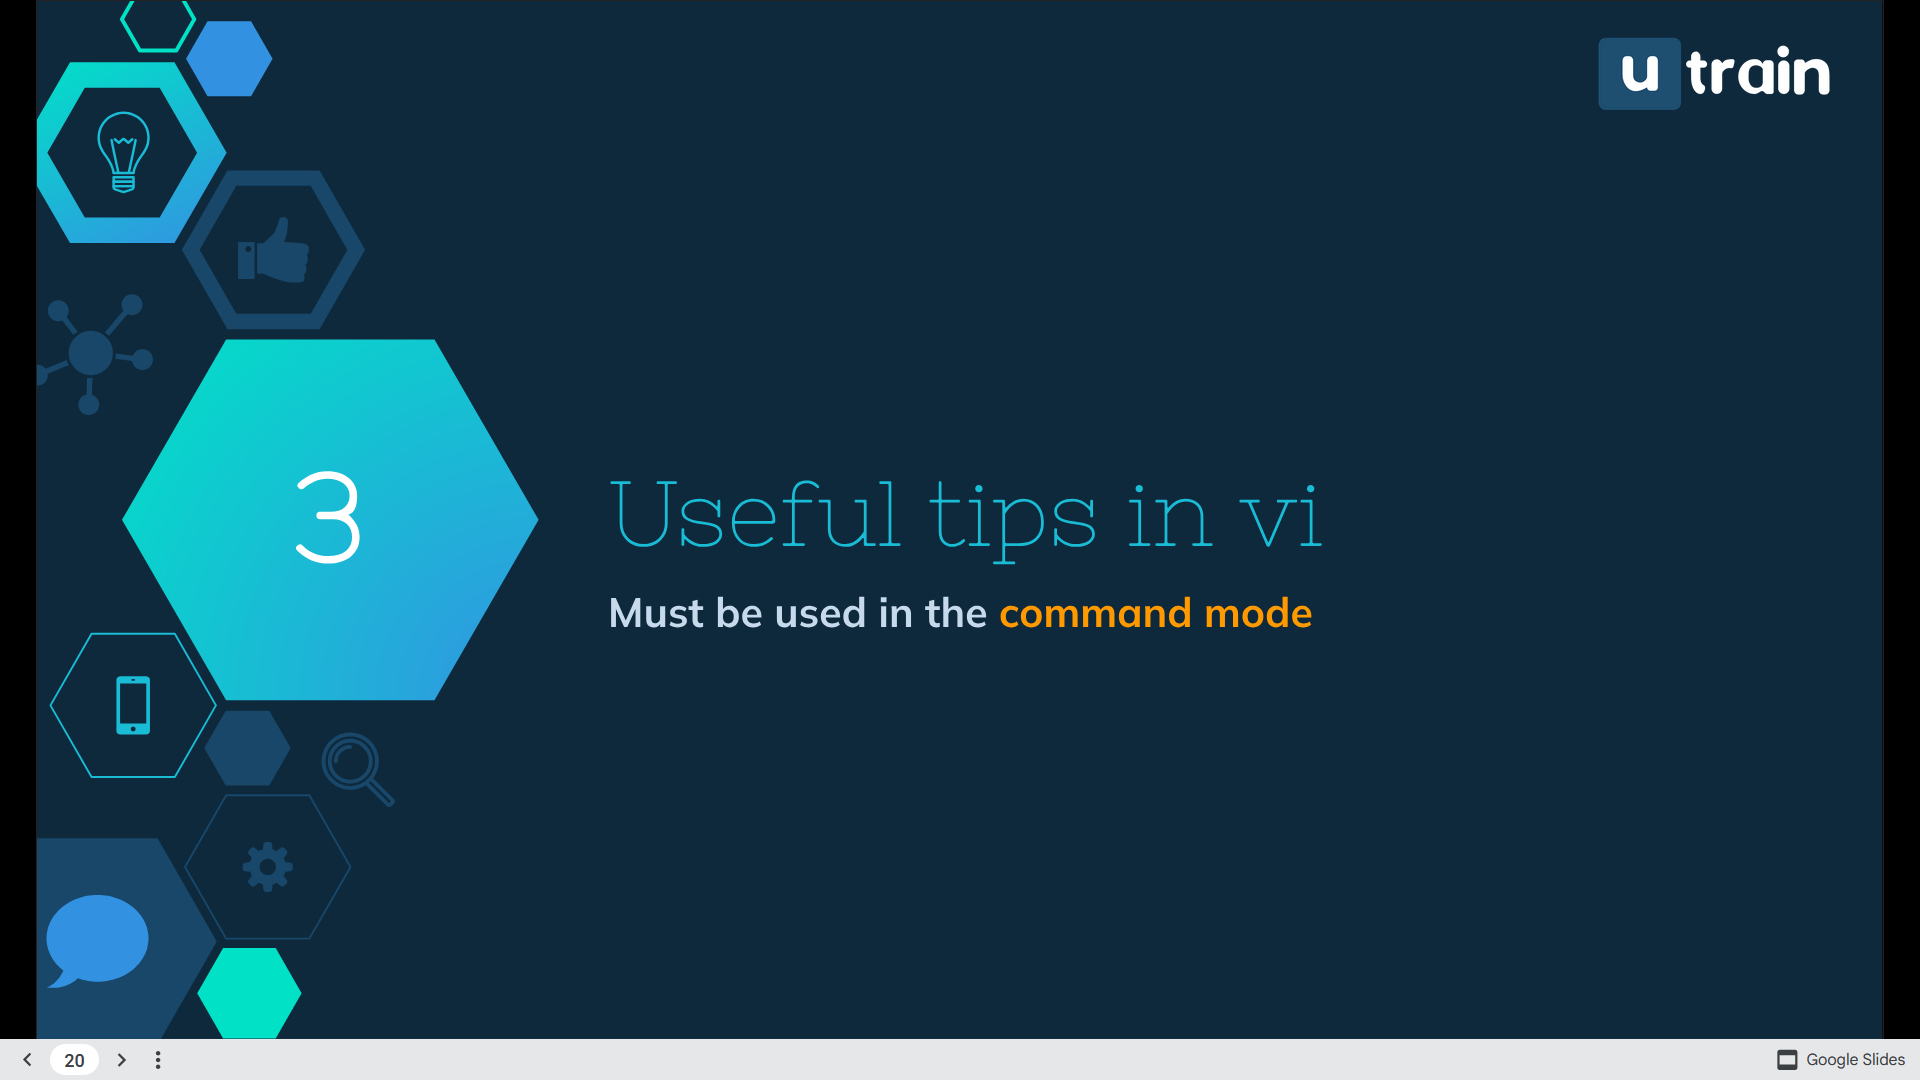 u train
3
Useful tips in vi
Must be used in the command mode
20
Google Slides